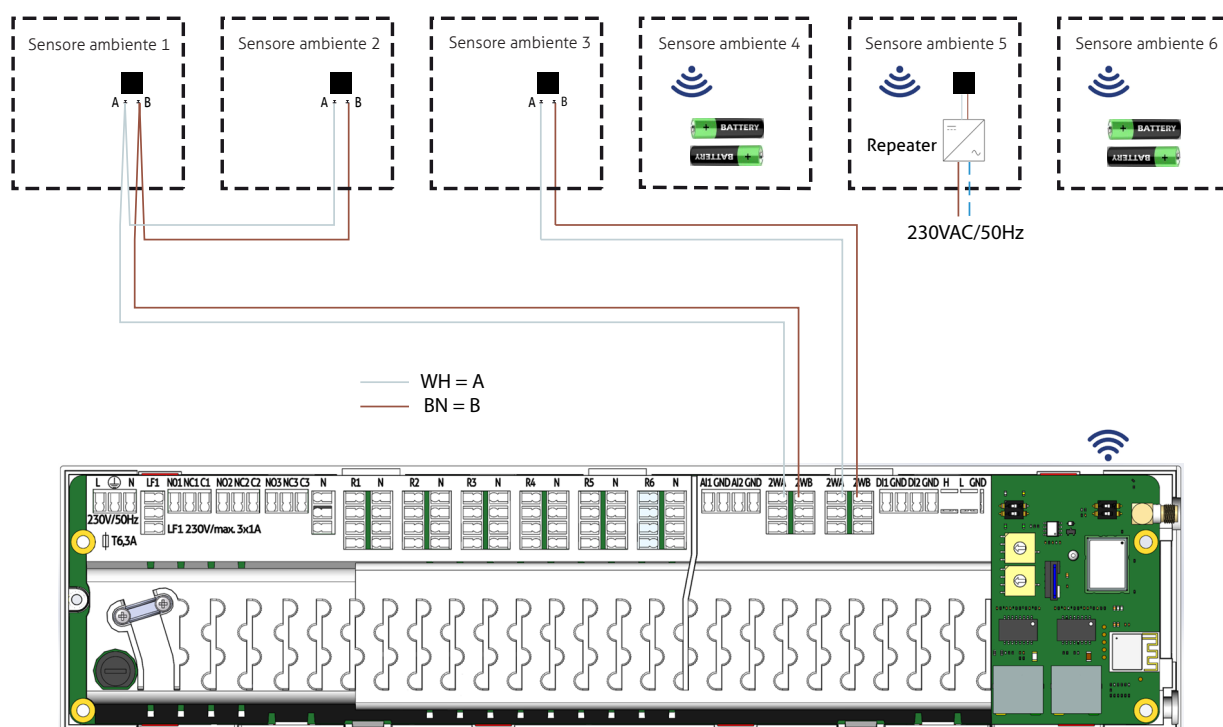 Sensore ambiente 1
Sensore ambiente 2
Sensore ambiente 3
Sensore ambiente 4
Sensore ambiente 5
Sensore ambiente 6
A B
A B
A B
+ BATTERY
BATTERY +
Repeater
+ BATTERY
BATTERY +
230VAC/50Hz
WH = A
BN = B
L N LF1 NO1 NC1 C1 NO2 NC2 C2 NO3 NC3 C3 N R1 N R2 N R3 N R4 N R5 N R6 N AI1 GND AI2 GND 2WA 2WB 2WA 2WB DI1 GND DI2 GND H L GND
230V/50Hz
LF1 230V/max. 3x1A
T6,3A